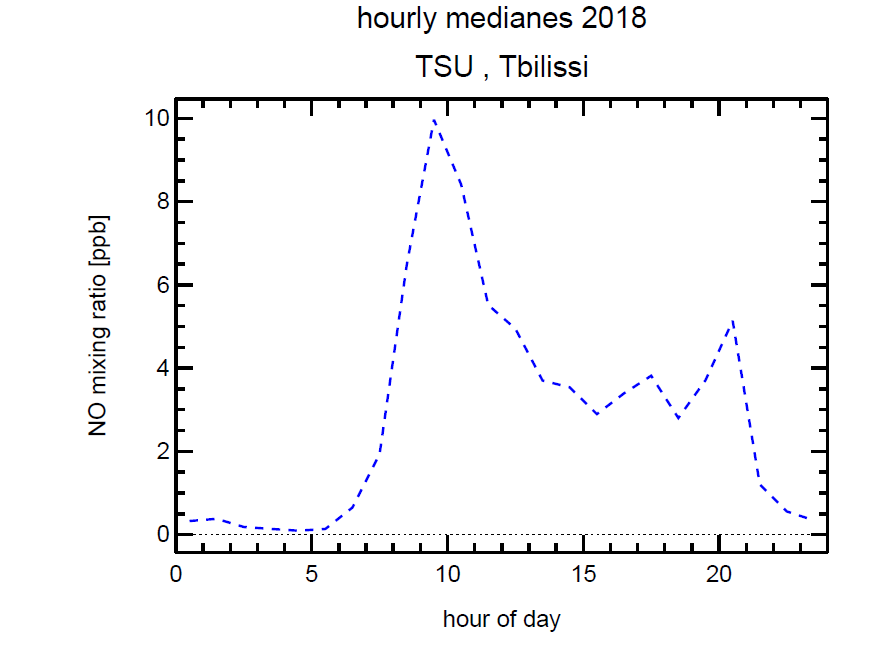 hourly medianes 2018
TSU , Tbilissi
10
8
6
4
2
0
NO mixing ratio [ppb]
0 5 10 15 20
hour of day